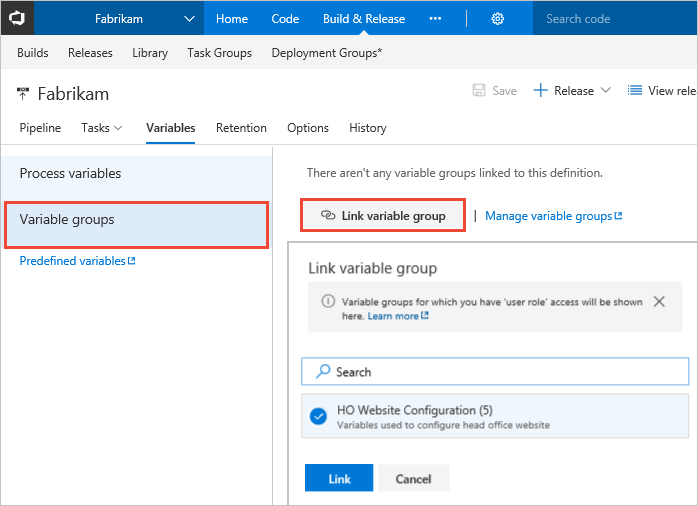 Fabrikam Home Code Build & Release ••• Search code
Builds Releases Library Task Groups Deployment Groups*
Fabrikam Save Release View rele
Pipeline Tasks Variables Retention Options History
Process variables
There aren't any variable groups linked to this definition.
Variable groups
Link variable group | Manage variable groups
Predefined variables
Link variable group
Variable groups for which you have 'user role' access will be shown
here. Learn more
Search
HO Website Configuration (5)
Variables used to configure head office website
Link Cancel